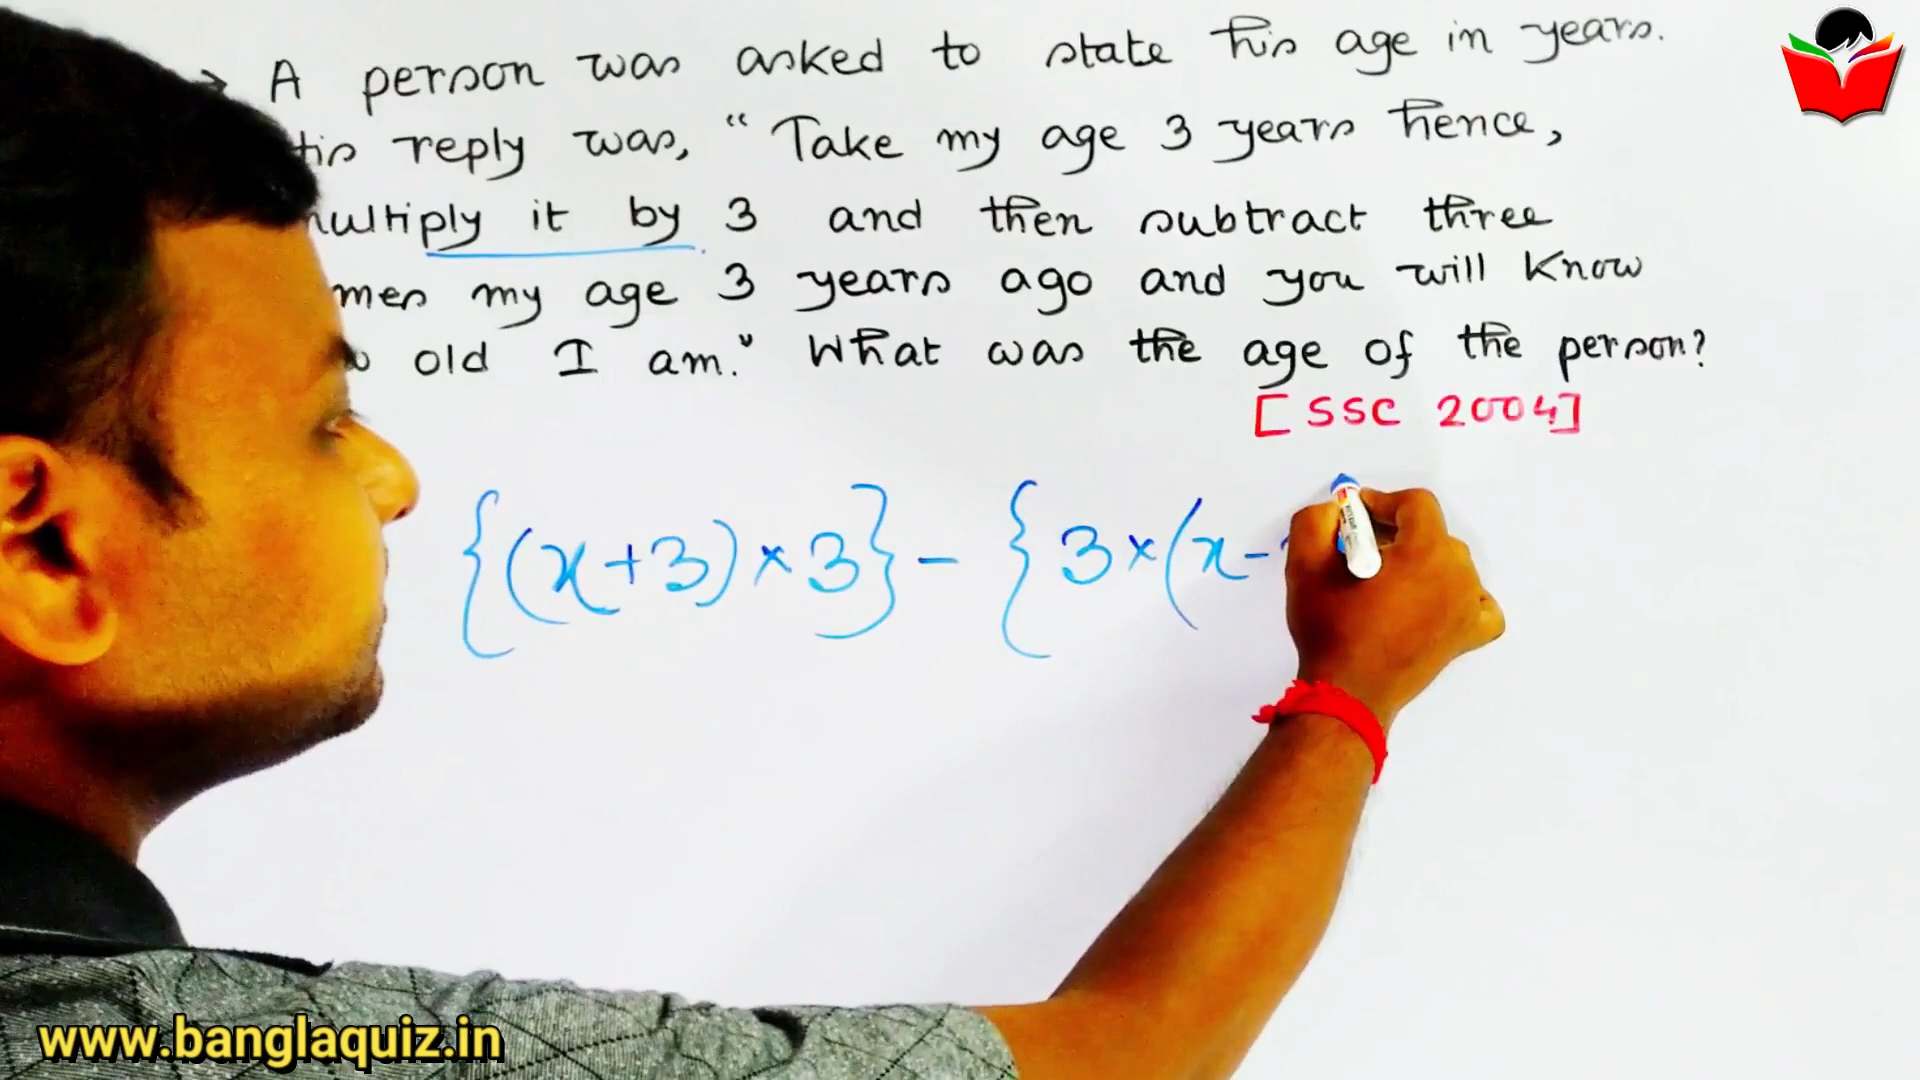 → A person was asked to state his age in years.
reply was, “Take my age 3 years hence,
multiply it by 3 and then subtract three
my age 3 years ago and you will know
old I am.” What was the age of the person?
[SSC 2004]
{(x+3)×3} - {3×(x-
www.banglaquiz.in